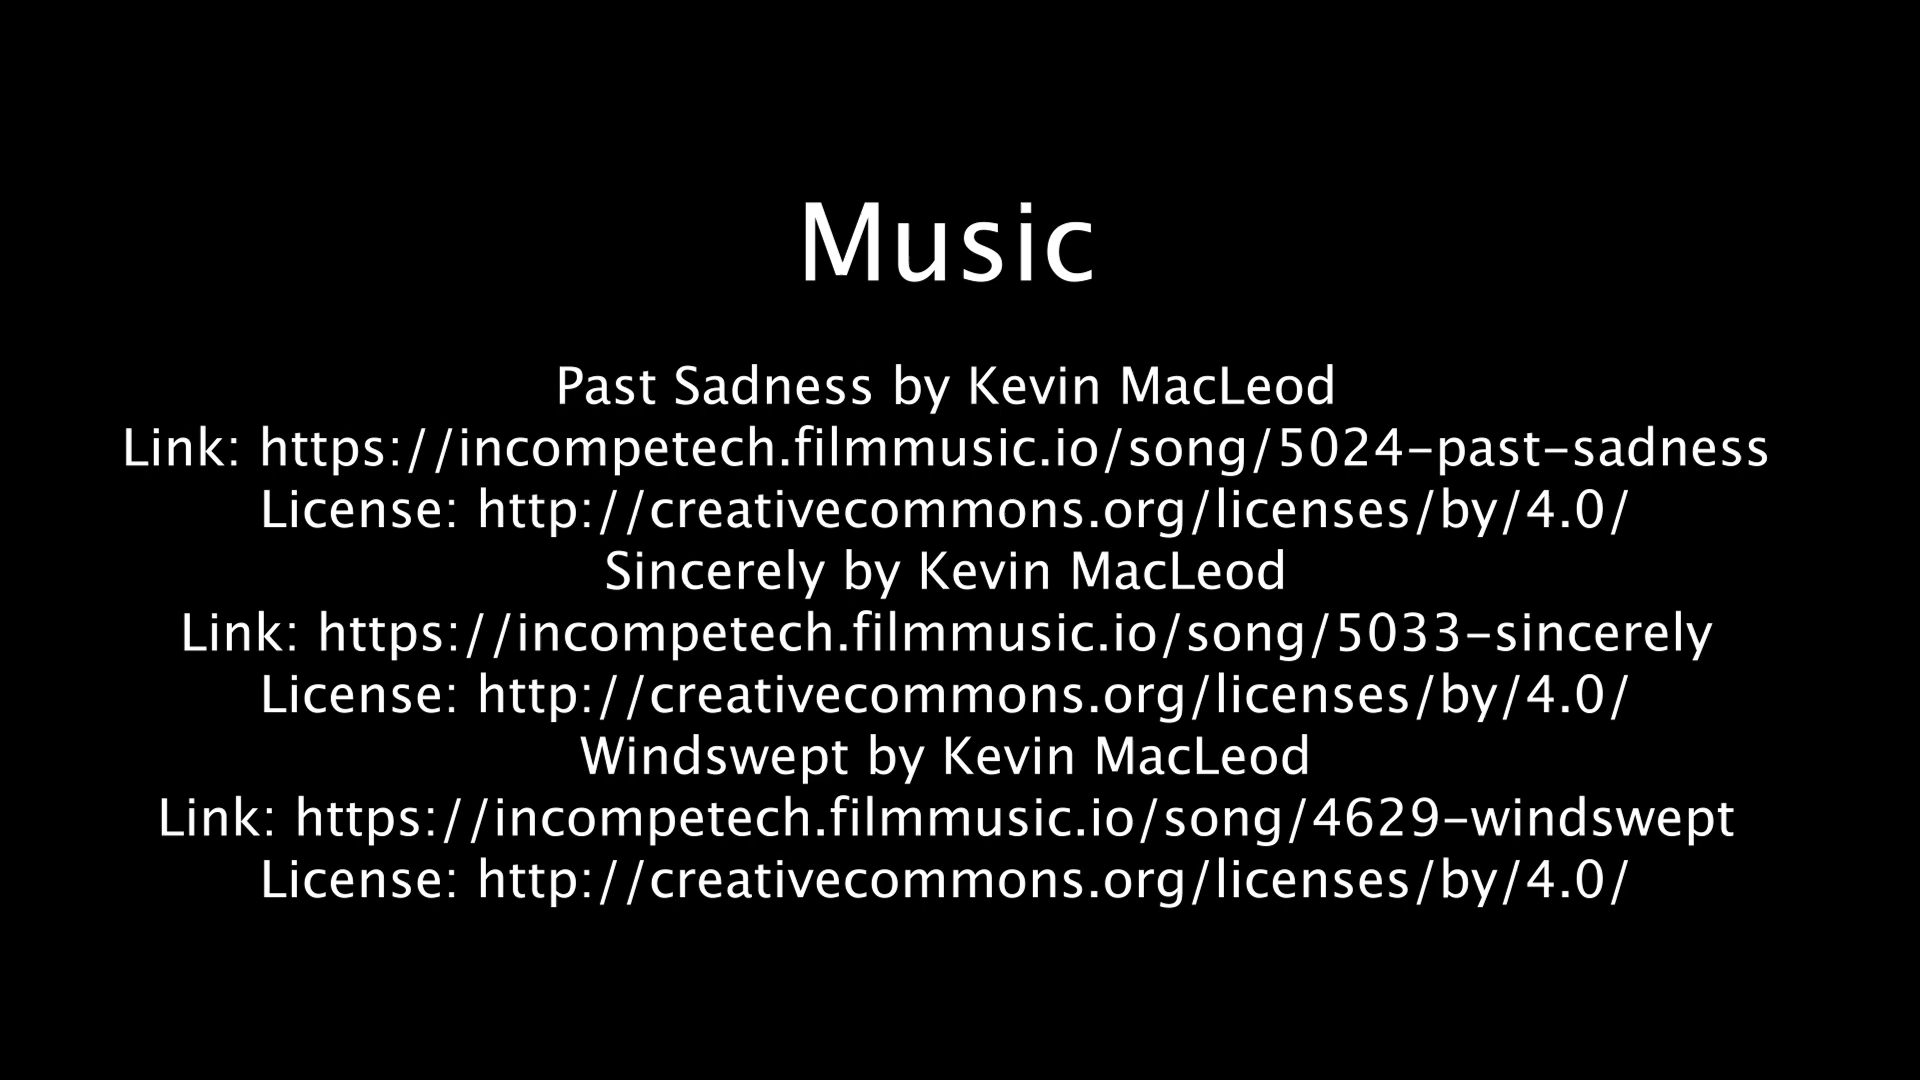 Music
Past Sadness by Kevin MacLeod
Link: https://incompetech.filmmusic.io/song/5024-past-sadness
License: http://creativecommons.org/licenses/by/4.0/
Sincerely by Kevin MacLeod
Link: https://incompetech.filmmusic.io/song/5033-sincerely
License: http://creativecommons.org/licenses/by/4.0/
Windswept by Kevin MacLeod
Link: https://incompetech.filmmusic.io/song/4629-windswept
License: http://creativecommons.org/licenses/by/4.0/